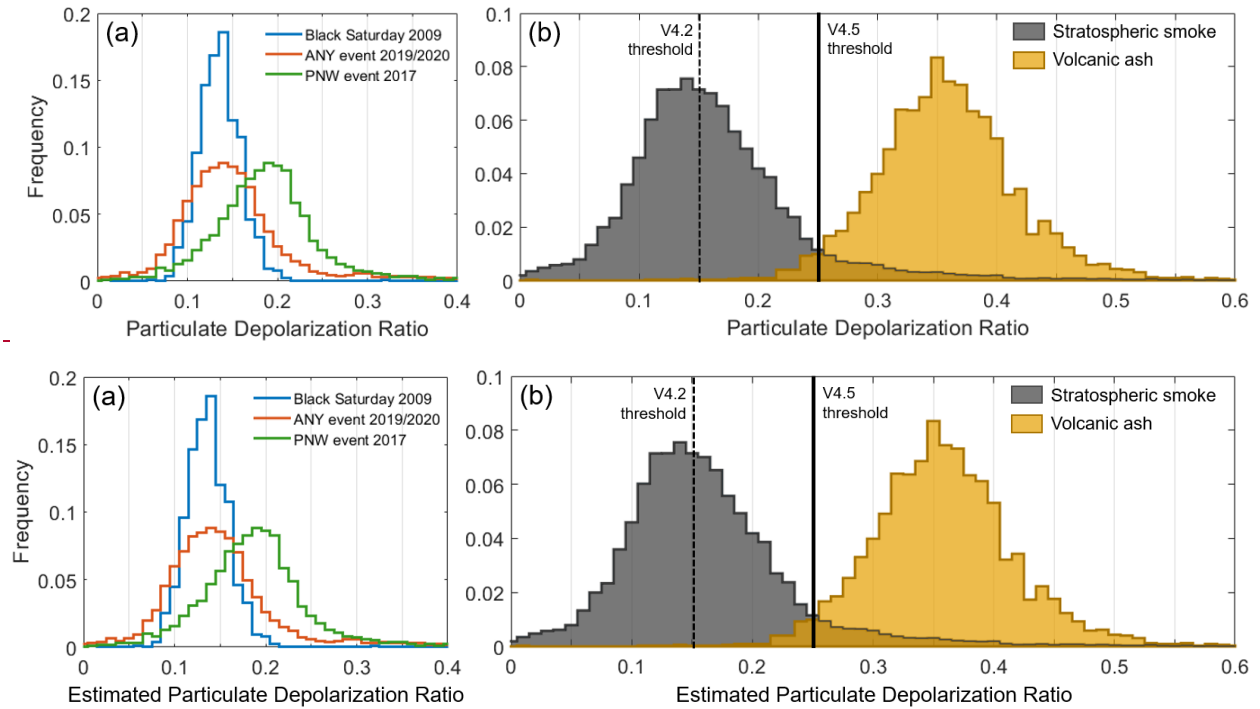 (a)
Black Saturday 2009
ANY event 2019/2020
PNW event 2017
0.2
0.15
0.1
0.05
0
Frequency
0 0.1 0.2 0.3 0.4
Particulate Depolarization Ratio
(b)
V4.2
threshold
V4.5
threshold
Stratospheric smoke
Volcanic ash
0.1
0.08
0.06
0.04
0.02
0
0 0.1 0.2 0.3 0.4 0.5 0.6
Particulate Depolarization Ratio
(a)
Black Saturday 2009
ANY event 2019/2020
PNW event 2017
0.2
0.15
0.1
0.05
0
Frequency
0 0.1 0.2 0.3 0.4
Estimated Particulate Depolarization Ratio
(b)
V4.2
threshold
V4.5
threshold
Stratospheric smoke
Volcanic ash
0.1
0.08
0.06
0.04
0.02
0
0 0.1 0.2 0.3 0.4 0.5 0.6
Estimated Particulate Depolarization Ratio